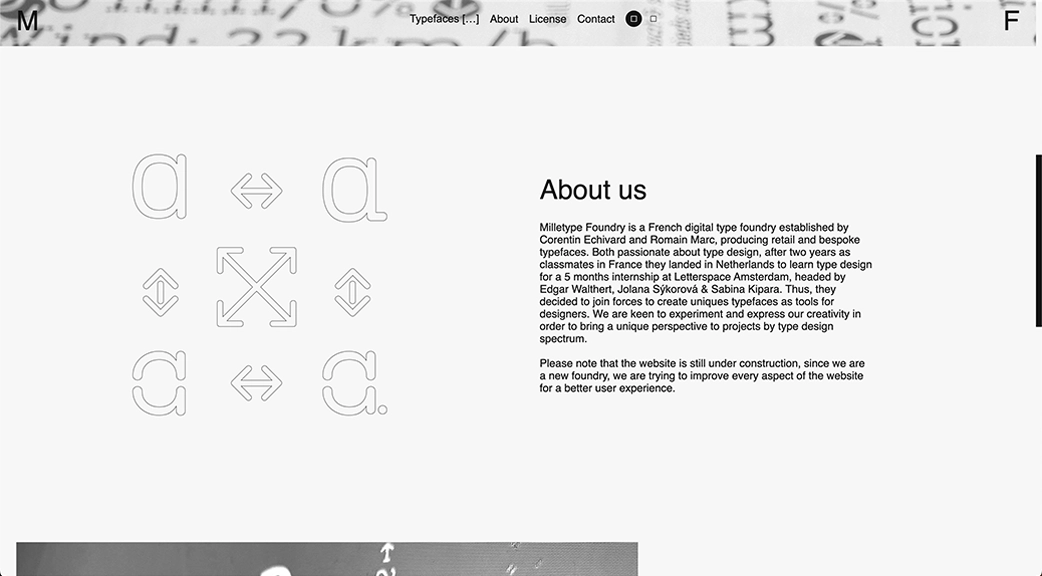 M
Typefaces [...] About License Contact
F
ind: 33 km/h
a a
About us
Milletype Foundry is a French digital type foundry established by
Corentin Echivard and Romain Marc, producing retail and bespoke
typefaces. Both passionate about type design, after two years as
classmates in France they landed in Netherlands to learn type design
for a 5 months internship at Letterspace Amsterdam, headed by
Edgar Walthert, Jolana Sýkorová & Sabina Kipara. Thus, they
decided to join forces to create uniques typefaces as tools for
designers. We are keen to experiment and express our creativity in
order to bring a unique perspective to projects by type design
spectrum.
Please note that the website is still under construction, since we are
a new foundry, we are trying to improve every aspect of the website
for a better user experience.
a a.